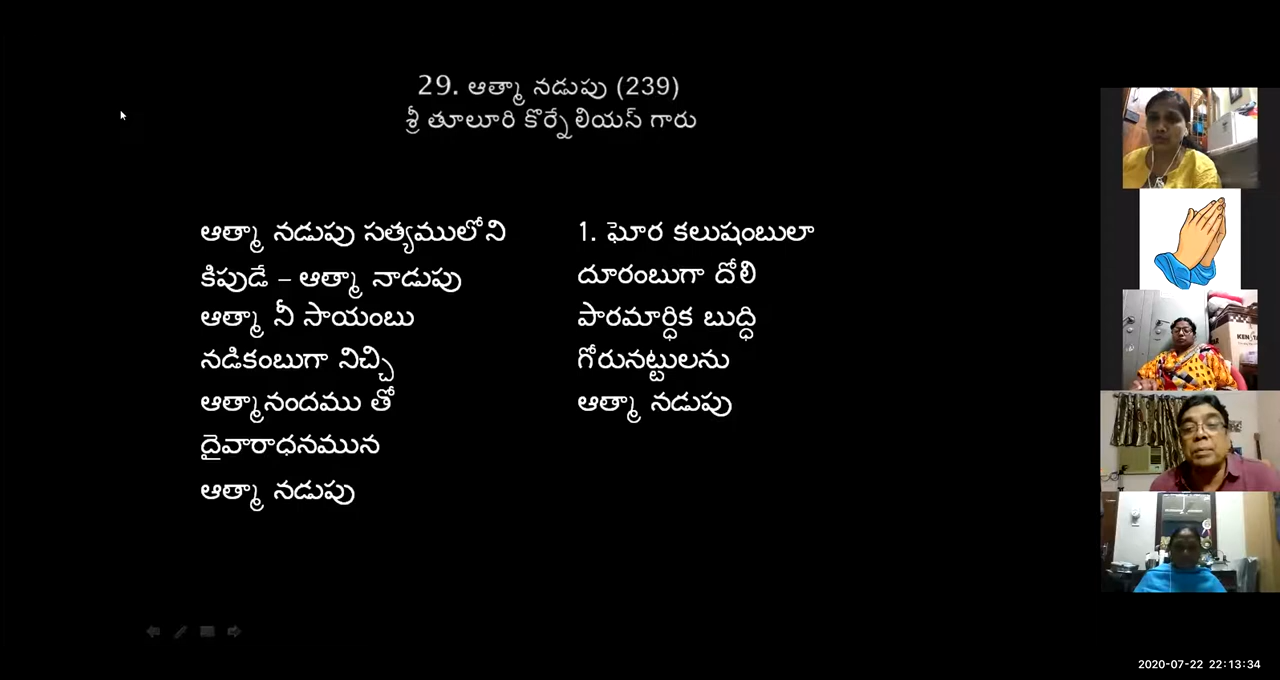 29. ఆత్మా నడుపు (239)
శ్రీ తూలూరి కొర్నేలియస్ గారు
ఆత్మా నడుపు సత్యములోని
కిపుడే – ఆత్మా నాడుపు
ఆత్మా నీ సాయంబు
నడికంబుగా నిచ్చి
ఆత్మానందము తో
దైవారాధనమున
ఆత్మా నడుపు
1. ఘోర కలుషంబులా
దూరంబుగా దోలి
పారమార్ధిక బుద్ధి
గోరునట్టులను
ఆత్మా నడుపు
2020-07-22 22:13:34